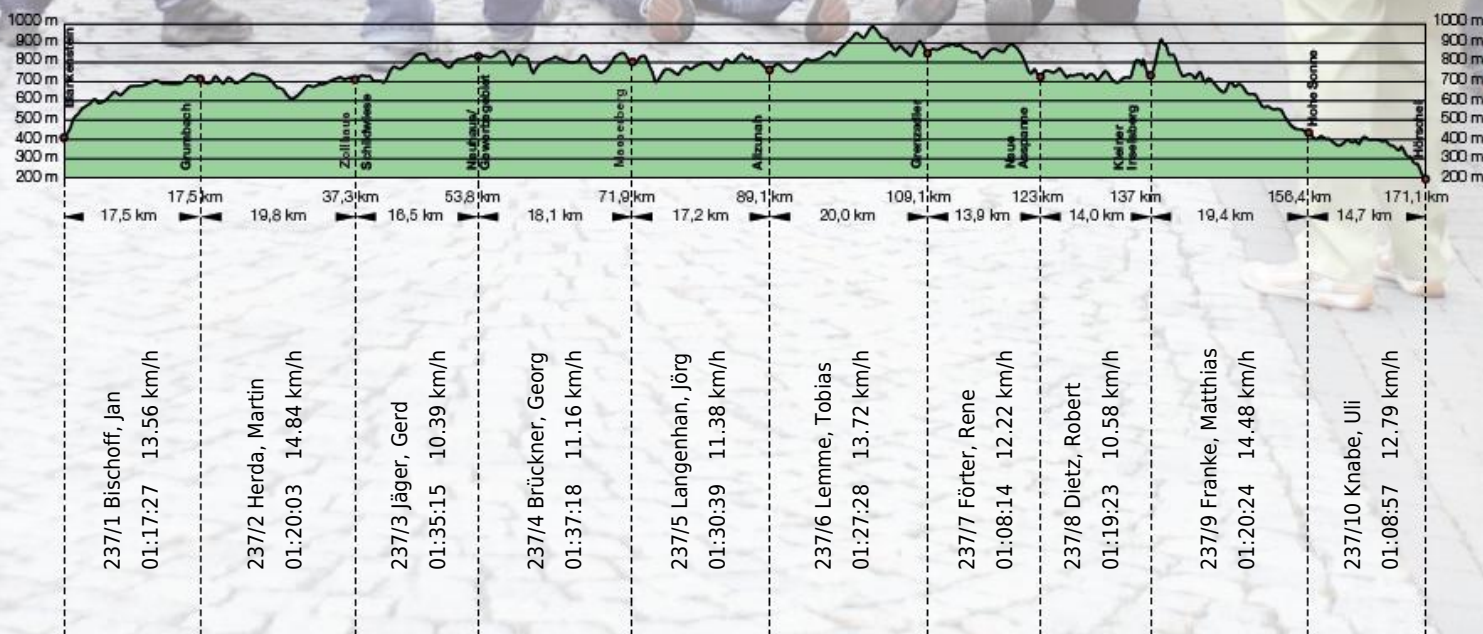 1000 m
900 m
800 m
700 m
600 m
500 m
400 m
300 m
200 m
1000 m
900 m
800 m
700 m
600 m
500 m
400 m
300 m
200 m
Blankenstein
Grumbach
Zollhaus
Schildwiese
Neuhaus/
Masserberg
Allzunah
Grenzadler
Neue
Ausspanne
Kleiner
Inselsberg
Hohe Sonne
Hörschel
17,5 km 37,3 km 53,8 km 71,9 km 89,1 km 109,1 km 123 km 137 km 156,4 km 171,1 km
17,5 km 19,8 km 16,5 km 18,1 km 17,2 km 20,0 km 13,9 km 14,0 km 19,4 km 14,7 km
237/1 Bischoff, Jan
01:17:27 13.56 km/h
237/2 Herda, Martin
01:20:03 14.84 km/h
237/3 Jäger, Gerd
01:35:15 10.39 km/h
237/4 Brückner, Georg
01:37:18 11.16 km/h
237/5 Langenhan, Jörg
01:30:39 11.38 km/h
237/6 Lemme, Tobias
01:27:28 13.72 km/h
237/7 Förter, Rene
01:08:14 12.22 km/h
237/8 Dietz, Robert
01:19:23 10.58 km/h
237/9 Franke, Matthias
01:20:24 14.48 km/h
237/10 Knabe, Uli
01:08:57 12.79 km/h